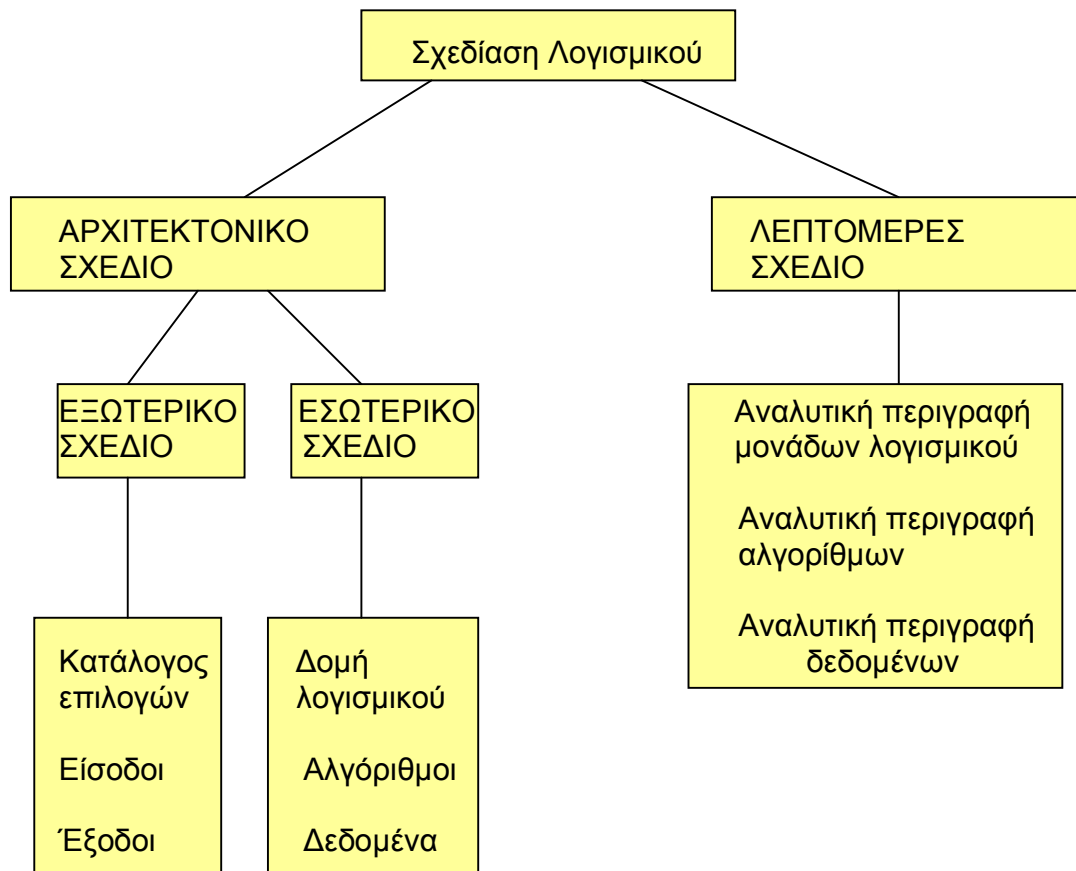 Σχεδίαση Λογισμικού
ΑΡΧΙΤΕΚΤΟΝΙΚΟ
ΣΧΕΔΙΟ
ΛΕΠΤΟΜΕΡΕΣ
ΣΧΕΔΙΟ
ΕΞΩΤΕΡΙΚΟ
ΣΧΕΔΙΟ
ΕΣΩΤΕΡΙΚΟ
ΣΧΕΔΙΟ
Αναλυτική περιγραφή
μονάδων λογισμικού
Αναλυτική περιγραφή
αλγορίθμων
Αναλυτική περιγραφή
δεδομένων
Κατάλογος
επιλογών
Είσοδοι
Έξοδοι
Δομή
λογισμικού
Αλγόριθμοι
Δεδομένα